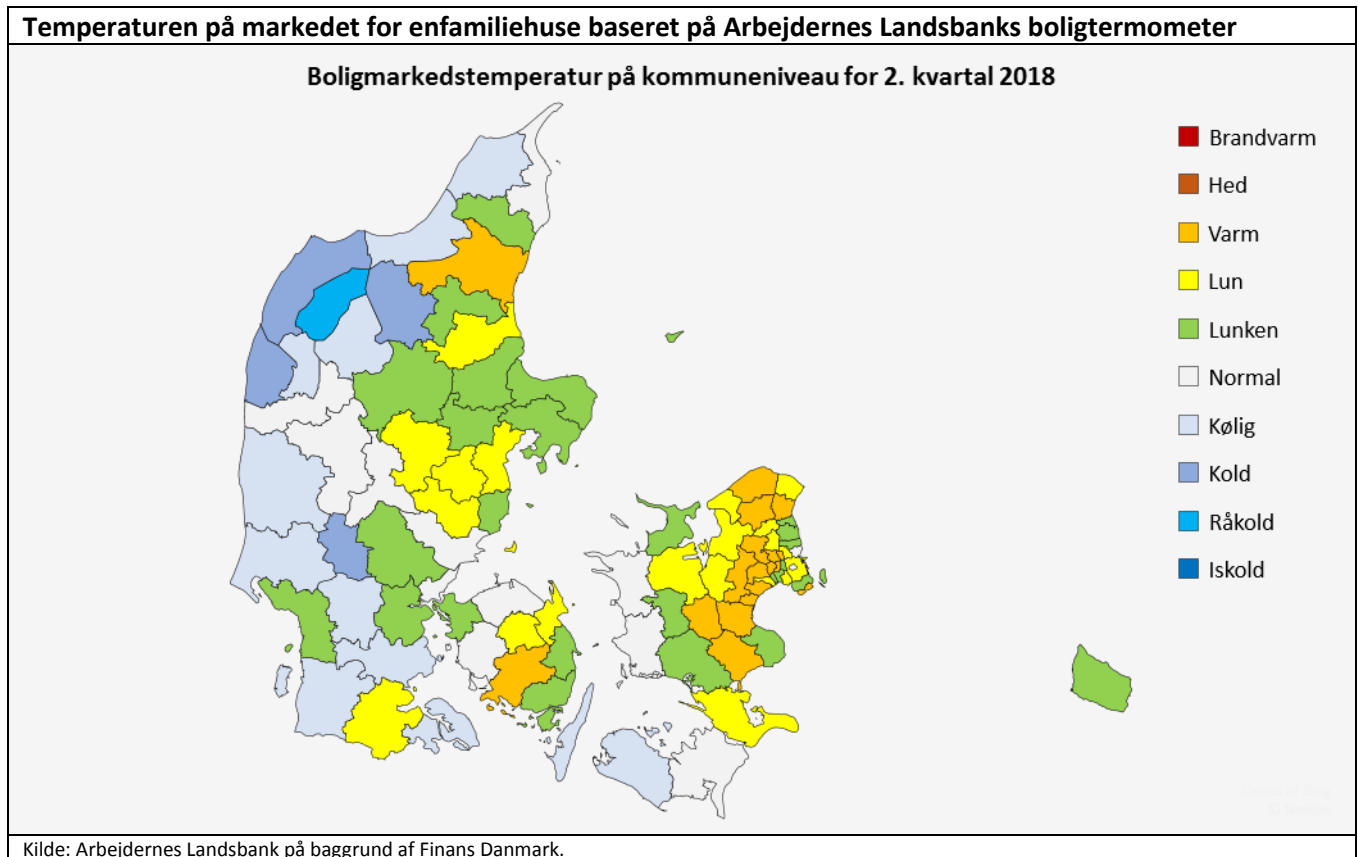 Temperaturen på markedet for enfamiliehuse baseret på Arbejdernes Landsbanks boligtermometer
Boligmarkedstemperatur på kommuneniveau for 2. kvartal 2018
Brandvarm
Hed
Varm
Lun
Lunken
Normal
Kølig
Kold
Råkold
Iskold
Kilde: Arbejdernes Landsbank på baggrund af Finans Danmark.